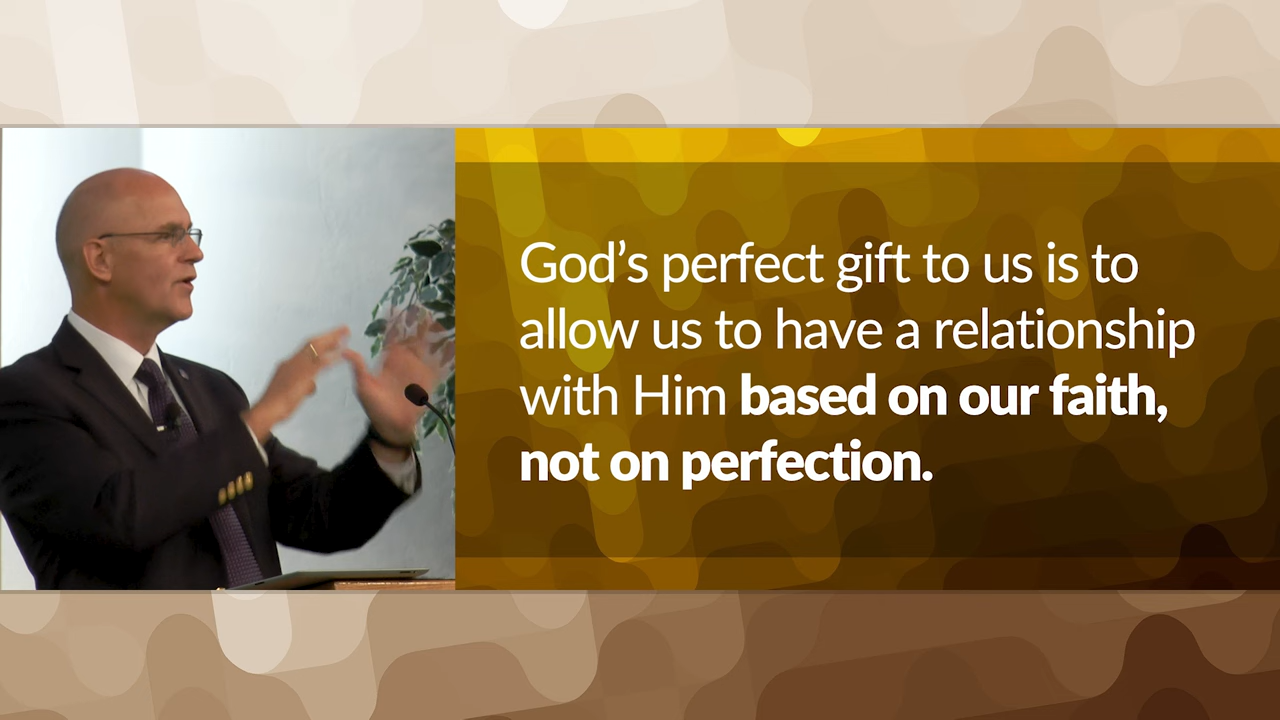 God’s perfect gift to us is to
allow us to have a relationship
with Him based on our faith,
not on perfection.